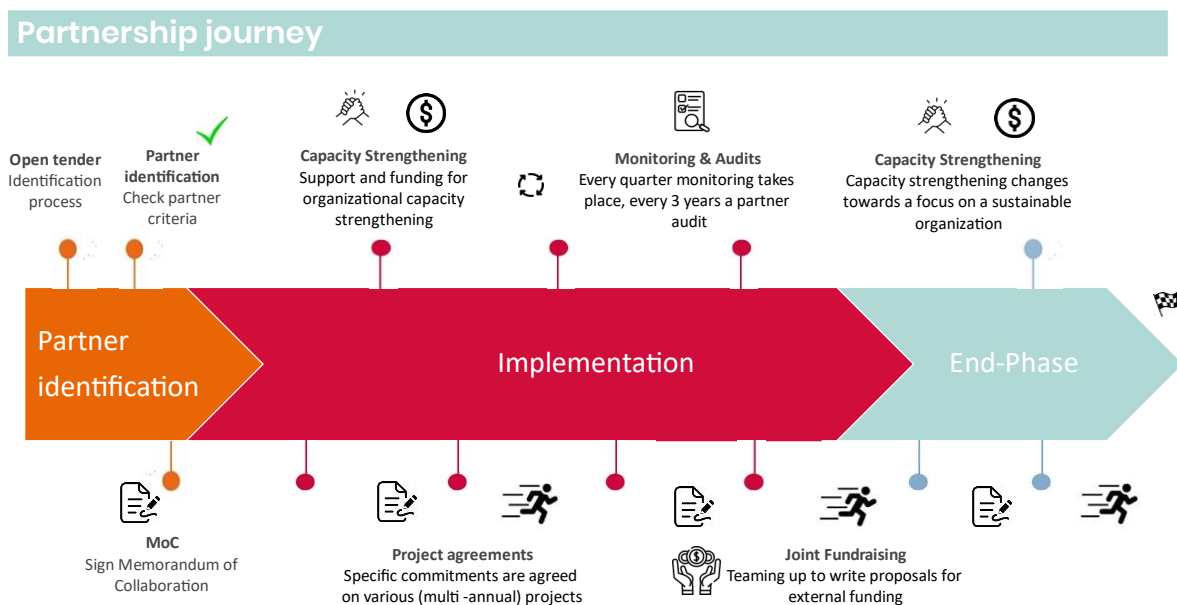 Partnership journey
Open tender
Identification
process
Partner
identification
Check partner
criteria
Capacity Strengthening
Support and funding for
organizational capacity
strengthening
Monitoring & Audits
Every quarter monitoring takes
place, every 3 years a partner
audit
Capacity Strengthening
Capacity strengthening changes
towards a focus on a sustainable
organization
Partner
identification
Implementation
End-Phase
MoC
Sign Memorandum of
Collaboration
Project agreements
Specific commitments are agreed
on various (multi -annual) projects
Joint Fundraising
Teaming up to write proposals for
external funding